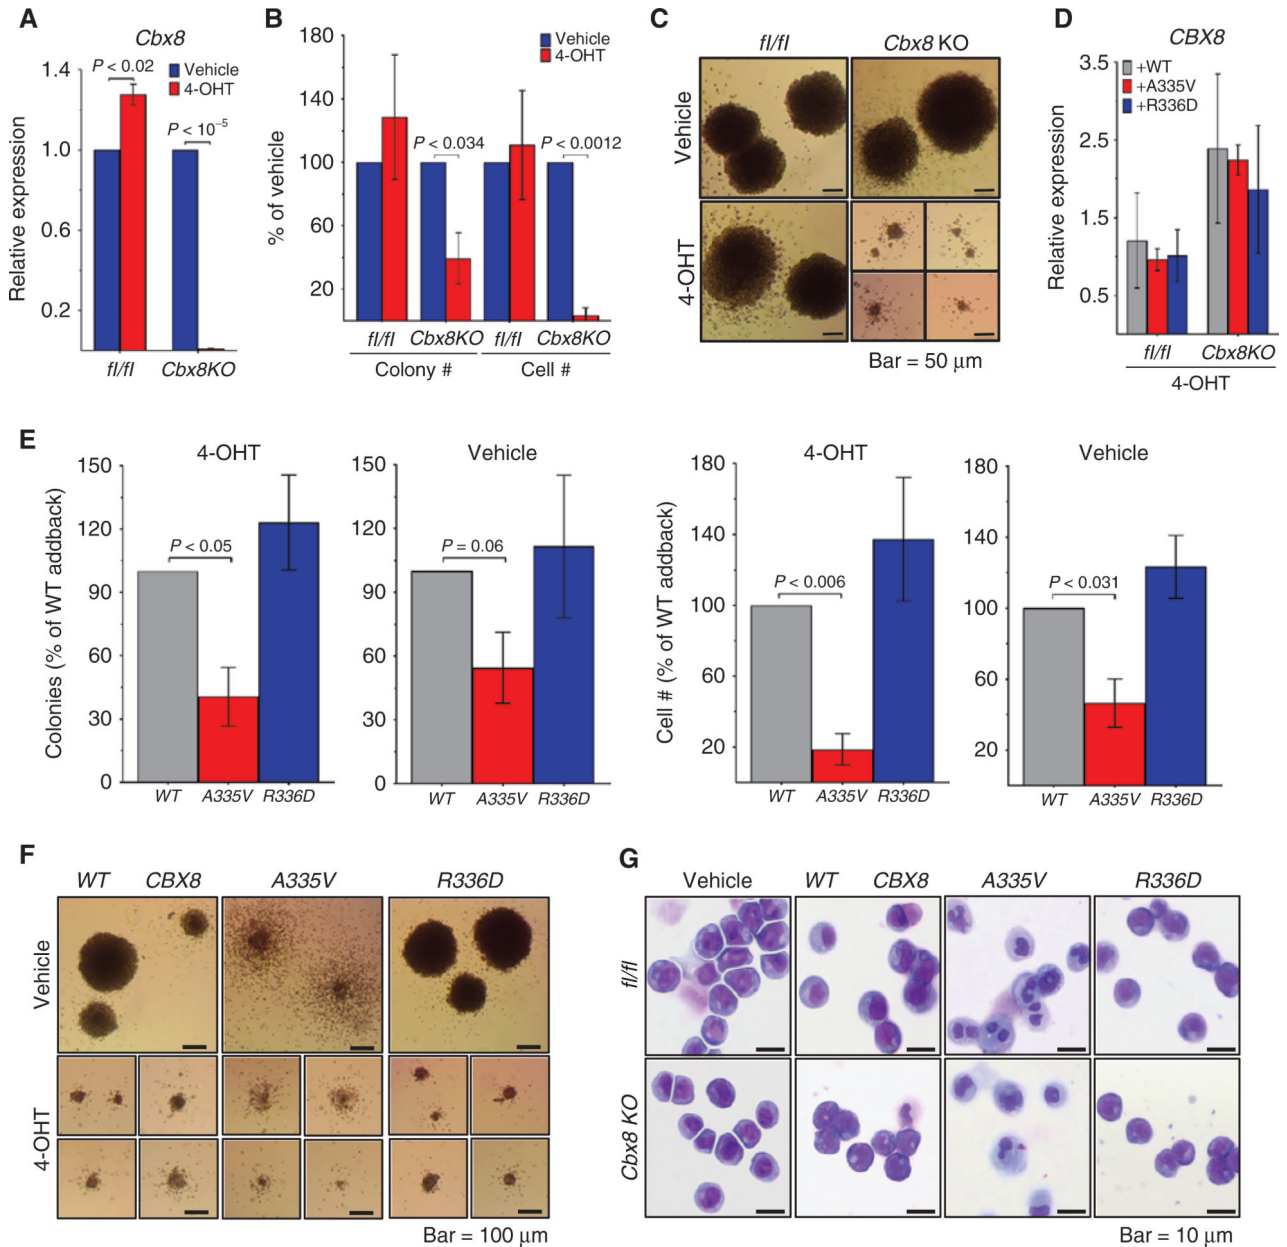 A
Cbx8
P < 0.02
Vehicle
4-OHT
P < 10⁻⁵
1.4
1.0
0.6
0.2
Relative expression
fl/fl Cbx8KO
B
180
140
100
60
20
% of vehicle
Vehicle
4-OHT
P < 0.034
P < 0.0012
fl/fl Cbx8KO fl/fl Cbx8KO
Colony # Cell #
C
fl/fl Cbx8 KO
Vehicle
4-OHT
Bar = 50 μm
D
CBX8
+WT
+A335V
+R336D
3.5
2.5
1.5
0.5
Relative expression
fl/fl Cbx8KO
4-OHT
E
4-OHT
150
120
90
60
30
0
Colonies (% of WT addback)
P < 0.05
WT A335V R336D
Vehicle
150
120
90
60
30
0
P = 0.06
WT A335V R336D
4-OHT
180
140
100
60
20
Cell # (% of WT addback)
P < 0.006
WT A335V R336D
Vehicle
180
140
100
60
20
P < 0.031
WT A335V R336D
F
WT CBX8 A335V R336D
Vehicle
4-OHT
Bar = 100 μm
G
Vehicle WT CBX8 A335V R336D
fl/fl
Cbx8 KO
Bar = 10 μm